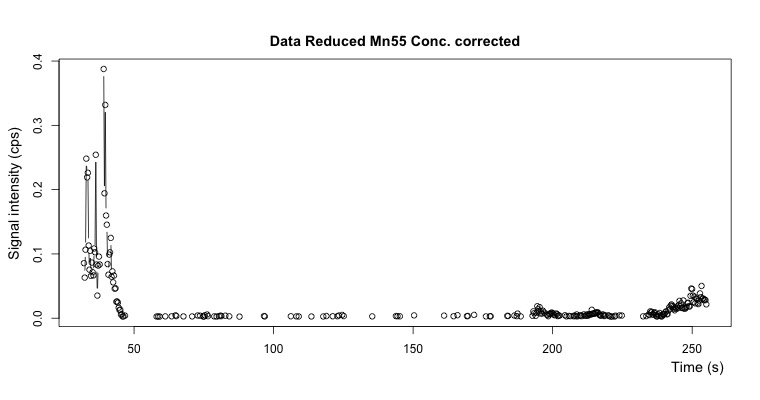 Data Reduced Mn55 Conc. corrected
0.4
0.3
0.2
0.1
0.0
Signal intensity (cps)
50 100 150 200 250
Time (s)